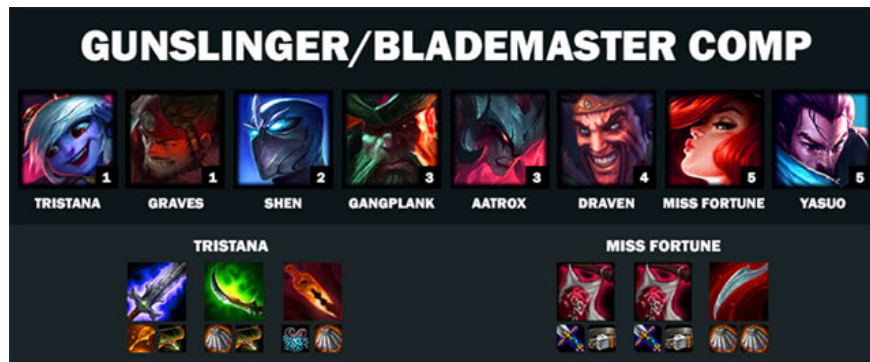 GUNSLINGER/BLADEMASTER COMP
1 1 2 3 3 4 5 5
TRISTANA GRAVES SHEN GANGPLANK AATROX DRAVEN MISS FORTUNE YASUO
TRISTANA MISS FORTUNE